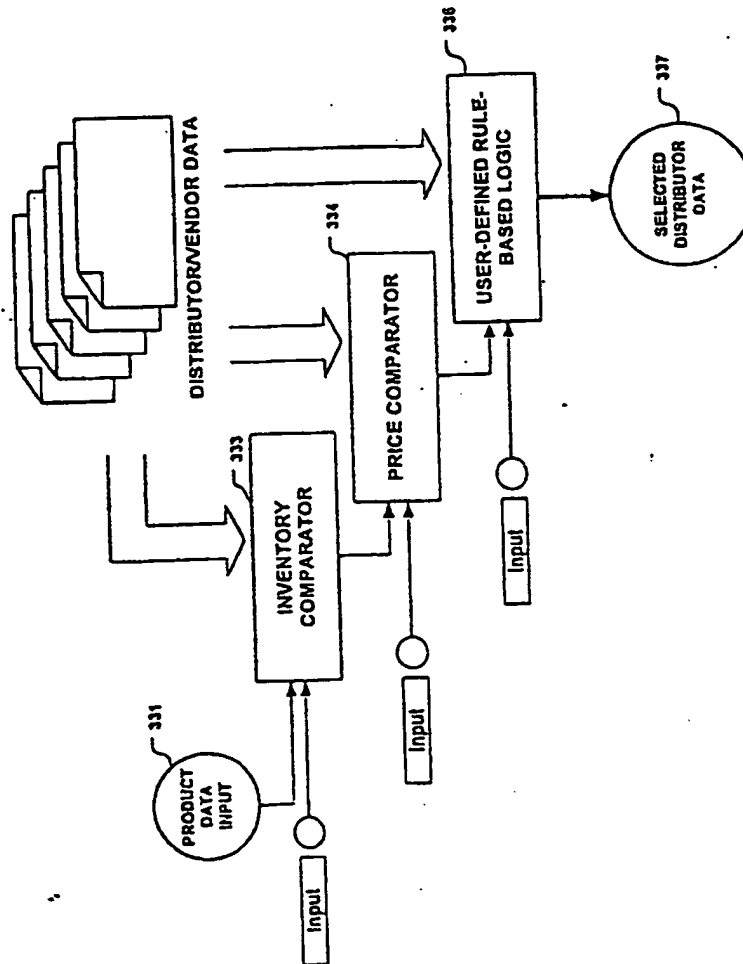 331
PRODUCT
DATA
INPUT
Input
333
INVENTORY
COMPARATOR
Input
DISTRIBUTOR/VENDOR DATA
334
PRICE COMPARATOR
Input
336
USER-DEFINED RULE-
BASED LOGIC
337
SELECTED
DISTRIBUTOR
DATA